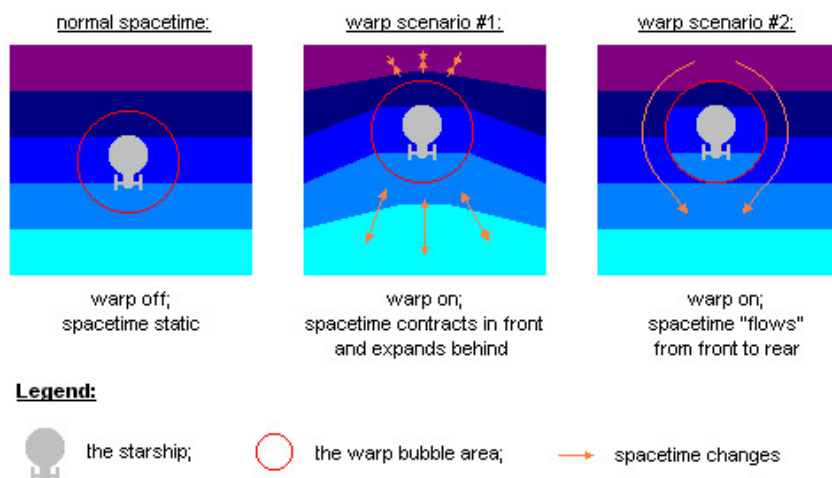 normal spacetime:
warp scenario #1:
warp scenario #2:
warp off;
spacetime static
warp on;
spacetime contracts in front
and expands behind
warp on;
spacetime "flows"
from front to rear
Legend:
the starship;
the warp bubble area;
spacetime changes